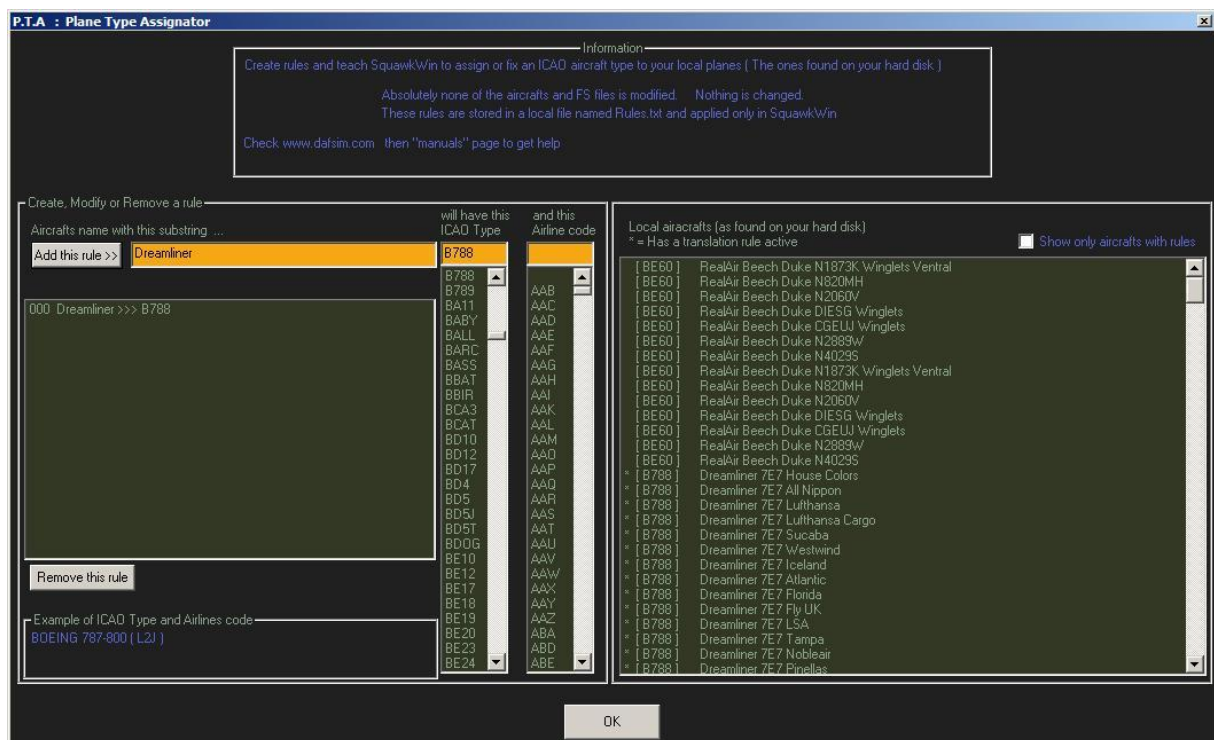 P.T.A : Plane Type Assignator
Information
Create rules and teach SquawkWin to assign or fix an ICAO aircraft type to your local planes ( The ones found on your hard disk )
Absolutely none of the aircrafts and FS files is modified. Nothing is changed.
These rules are stored in a local file named Rules.txt and applied only in SquawkWin
Check www.dafsim.com then "manuals" page to get help
Create, Modify or Remove a rule
Aircrafts name with this substring ...
will have this
ICAO Type
and this
Airline code
Add this rule >>
Dreamliner
B788
000 Dreamliner >>> B788
B788
B789
BA11
BABY
BALL
BARC
BASS
BBAT
BBIR
BCA3
BCAT
BD10
BD12
BD17
BD4
BD5
BD5J
BD5T
BDOG
BE10
BE12
BE17
BE18
BE19
BE20
BE23
BE24
AAB
AAC
AAD
AAE
AAF
AAG
AAH
AAI
AAK
AAL
AAM
AAO
AAP
AAQ
AAR
AAS
AAT
AAU
AAV
AAW
AAX
AAY
AAZ
ABA
ABD
ABE
Remove this rule
Example of ICAO Type and Airlines code
BOEING 787-800 ( L2J )
Local airacrafts (as found on your hard disk)
* = Has a translation rule active
Show only aircrafts with rules
[ BE60 ] RealAir Beech Duke N1873K Winglets Ventral
[ BE60 ] RealAir Beech Duke N820MH
[ BE60 ] RealAir Beech Duke N2060V
[ BE60 ] RealAir Beech Duke DIESG Winglets
[ BE60 ] RealAir Beech Duke CGEUJ Winglets
[ BE60 ] RealAir Beech Duke N2889W
[ BE60 ] RealAir Beech Duke N4029S
[ BE60 ] RealAir Beech Duke N1873K Winglets Ventral
[ BE60 ] RealAir Beech Duke N820MH
[ BE60 ] RealAir Beech Duke N2060V
[ BE60 ] RealAir Beech Duke DIESG Winglets
[ BE60 ] RealAir Beech Duke CGEUJ Winglets
[ BE60 ] RealAir Beech Duke N2889W
[ BE60 ] RealAir Beech Duke N4029S
* [ B788 ] Dreamliner 7E7 House Colors
* [ B788 ] Dreamliner 7E7 All Nippon
* [ B788 ] Dreamliner 7E7 Lufthansa
* [ B788 ] Dreamliner 7E7 Lufthansa Cargo
* [ B788 ] Dreamliner 7E7 Sucaba
* [ B788 ] Dreamliner 7E7 Westwind
* [ B788 ] Dreamliner 7E7 Iceland
* [ B788 ] Dreamliner 7E7 Atlantic
* [ B788 ] Dreamliner 7E7 Florida
* [ B788 ] Dreamliner 7E7 Fly UK
* [ B788 ] Dreamliner 7E7 LSA
* [ B788 ] Dreamliner 7E7 Tampa
* [ B788 ] Dreamliner 7E7 Nobleair
* [ B788 ] Dreamliner 7E7 Pinellas
OK